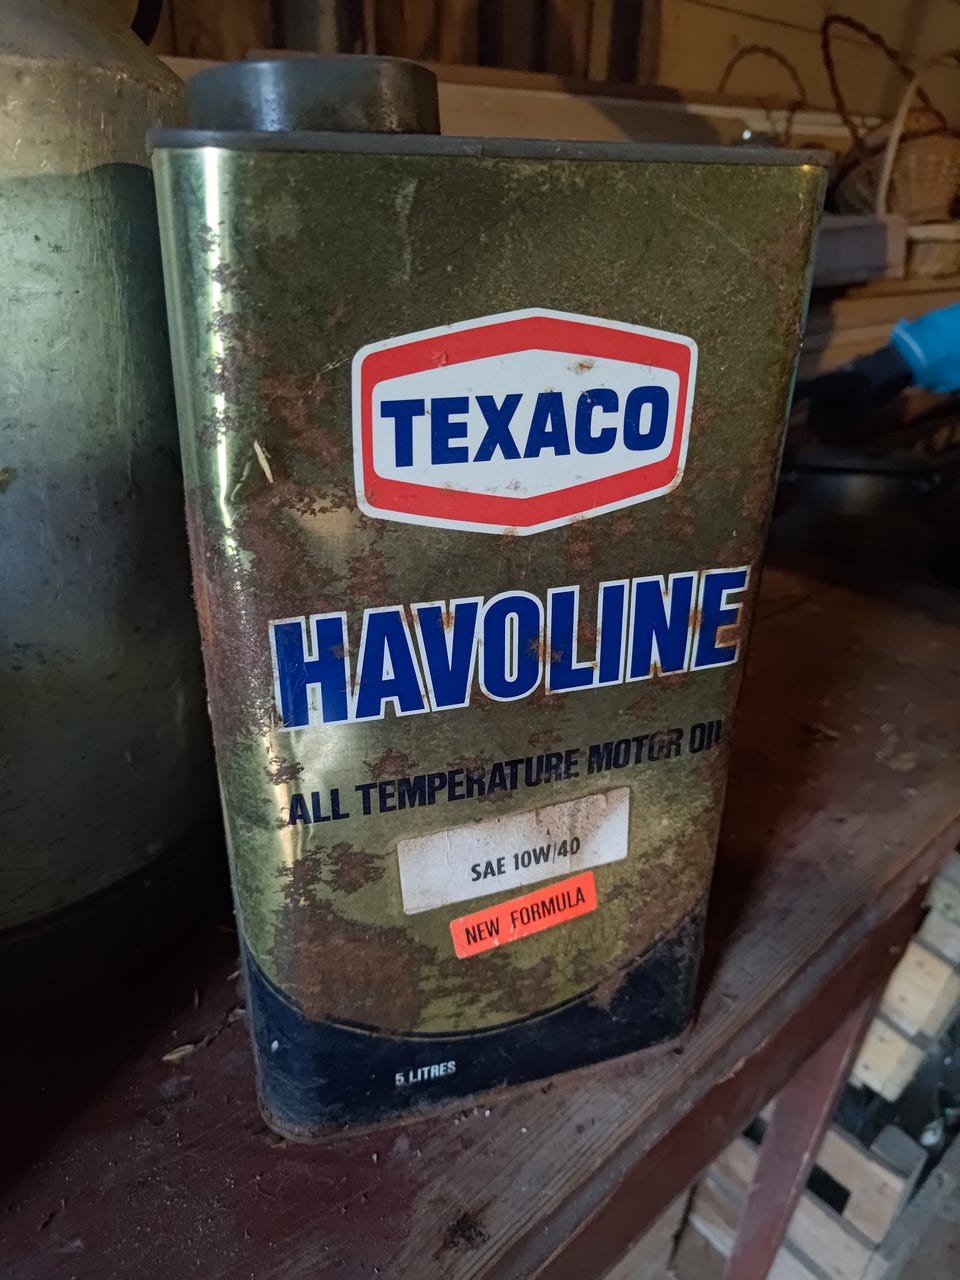 TEXACO
HAVOLINE
ALL TEMPERATURE MOTOR OIL
SAE 10W/40
NEW FORMULA
5 LITRES